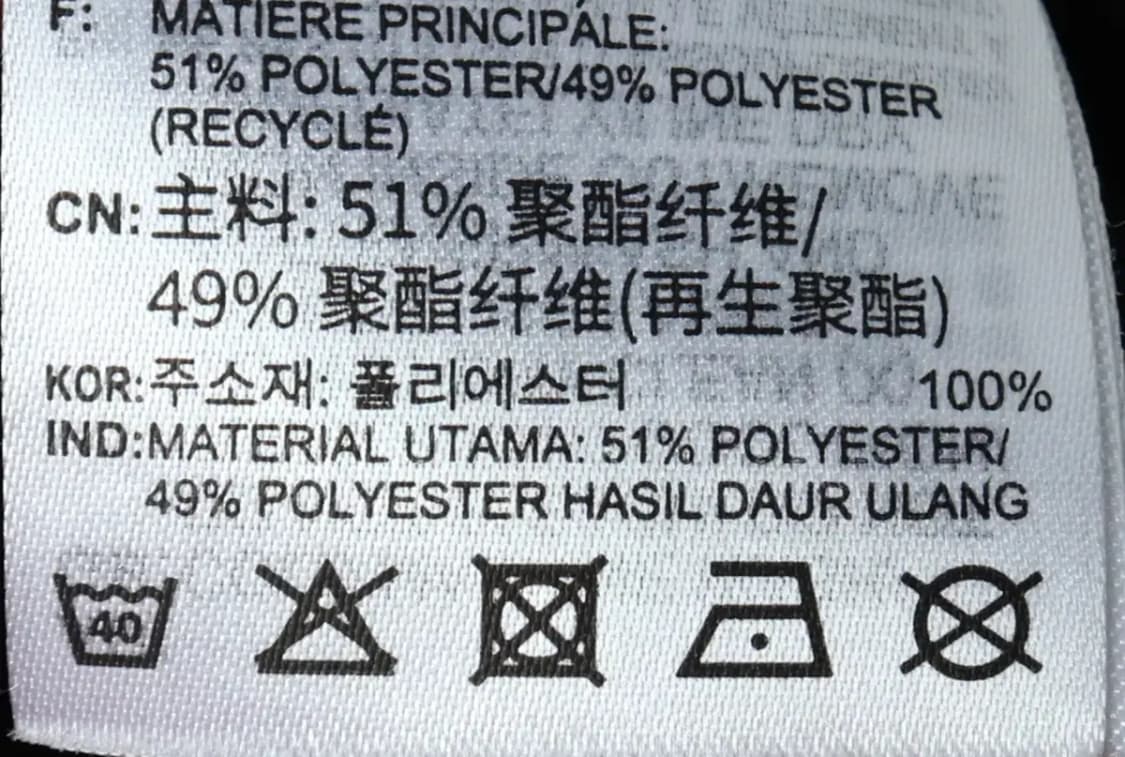 F: MATIÈRE PRINCIPALE:
51% POLYESTER/49% POLYESTER
(RECYCLÉ)
CN: 主料: 51% 聚酯纤维/
49% 聚酯纤维(再生聚酯)
KOR: 주소재: 폴리에스터 100%
IND: MATERIAL UTAMA: 51% POLYESTER/
49% POLYESTER HASIL DAUR ULANG
40